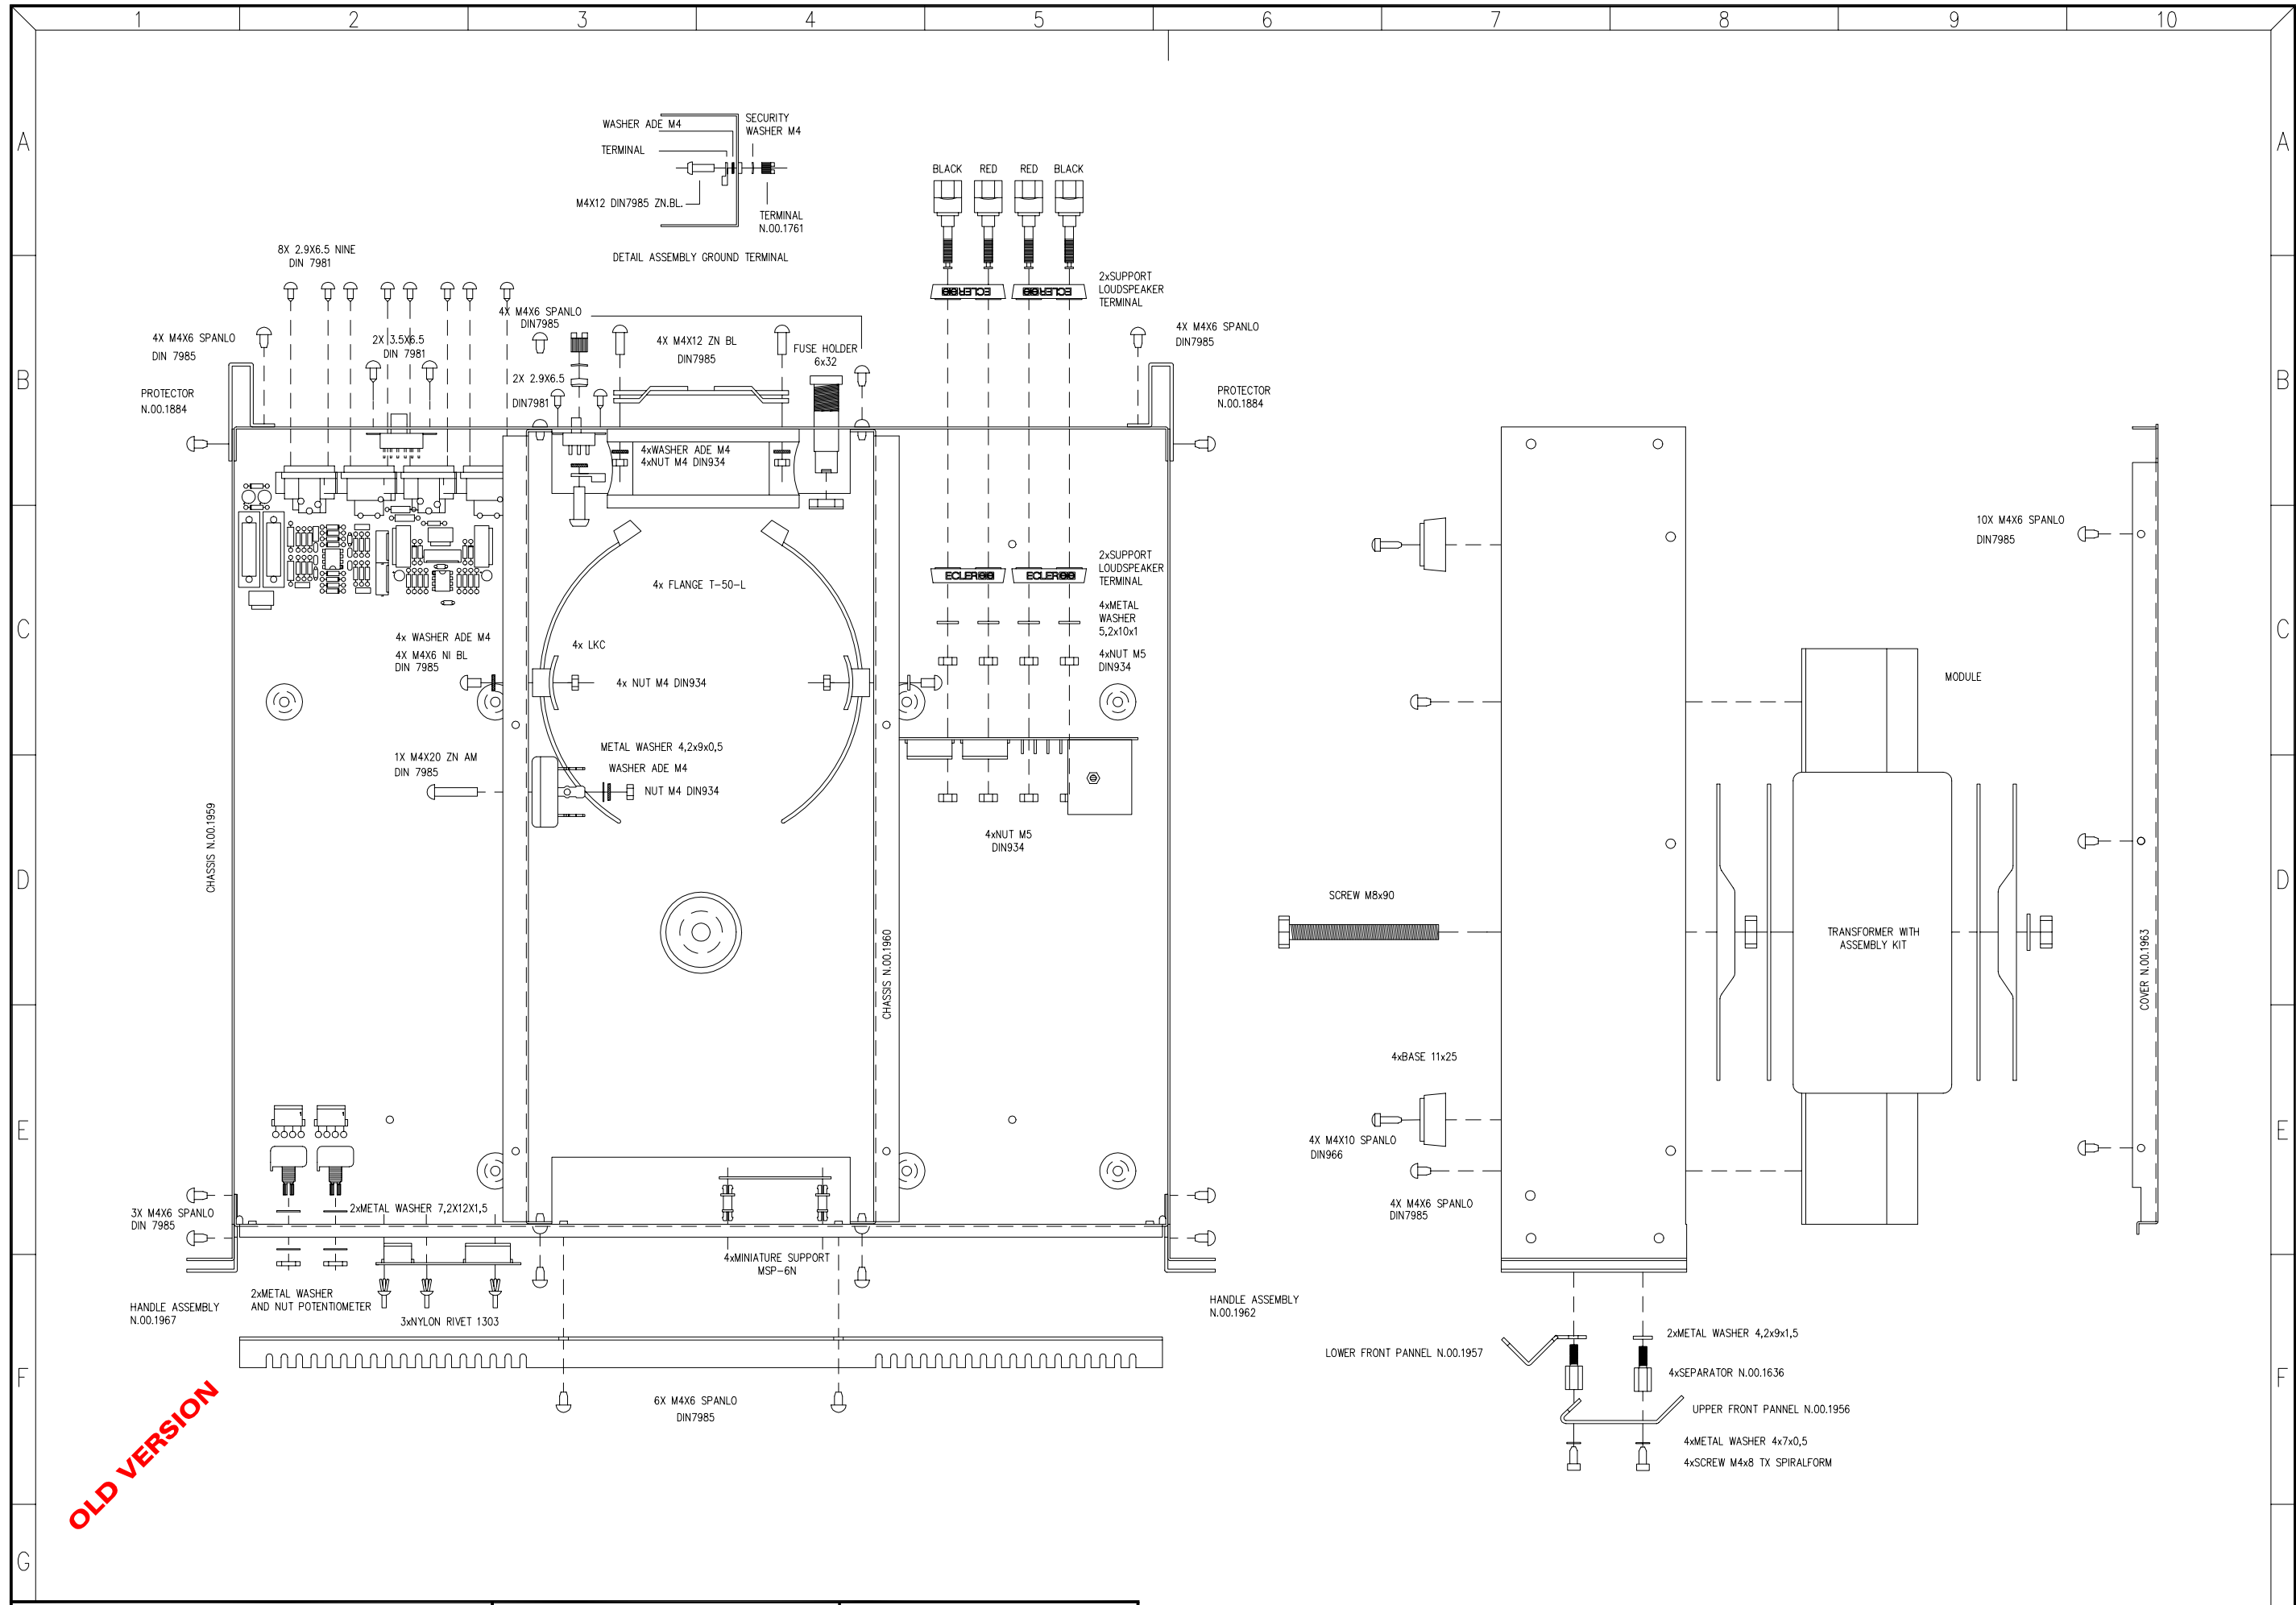 1
2
3
4
5
6
7
8
9
10
A
A
WASHER ADE M4
SECURITY
WASHER M4
TERMINAL
M4X12 DIN7985 ZN.BL.
TERMINAL
N.00.1761
DETAIL ASSEMBLY GROUND TERMINAL
BLACK
RED
RED
BLACK
8X 2.9X6.5 NINE
DIN 7981
2xSUPPORT
LOUDSPEAKER
TERMINAL
ECLER
ECLER
4X M4X6 SPANLO
DIN 7985
4X M4X6 SPANLO
DIN7985
2X 3.5X6.5
DIN 7981
4X M4X12 ZN BL
DIN7985
FUSE HOLDER
6x32
4X M4X6 SPANLO
DIN7985
B
B
PROTECTOR
N.00.1884
2X 2.9X6.5
DIN7981
PROTECTOR
N.00.1884
4xWASHER ADE M4
4xNUT M4 DIN934
10X M4X6 SPANLO
DIN7985
4x FLANGE T-50-L
2xSUPPORT
LOUDSPEAKER
TERMINAL
ECLER
ECLER
C
C
4xMETAL
WASHER
5,2x10x1
4x WASHER ADE M4
4X M4X6 NI BL
DIN 7985
4x LKC
4x NUT M4 DIN934
4xNUT M5
DIN934
MODULE
1X M4X20 ZN AM
DIN 7985
METAL WASHER 4,2x9x0,5
WASHER ADE M4
NUT M4 DIN934
4xNUT M5
DIN934
CHASSIS N.00.1959
D
D
SCREW M8x90
CHASSIS N.00.1960
TRANSFORMER WITH
ASSEMBLY KIT
COVER N.00.1963
4xBASE 11x25
E
E
4X M4X10 SPANLO
DIN966
3X M4X6 SPANLO
DIN 7985
2xMETAL WASHER 7,2X12X1,5
4X M4X6 SPANLO
DIN7985
4xMINIATURE SUPPORT
MSP-6N
HANDLE ASSEMBLY
N.00.1967
2xMETAL WASHER
AND NUT POTENTIOMETER
3xNYLON RIVET 1303
HANDLE ASSEMBLY
N.00.1962
2xMETAL WASHER 4,2x9x1,5
LOWER FRONT PANNEL N.00.1957
F
F
4xSEPARATOR N.00.1636
6X M4X6 SPANLO
DIN7985
UPPER FRONT PANNEL N.00.1956
4xMETAL WASHER 4x7x0,5
4xSCREW M4x8 TX SPIRALFORM
OLD VERSION
G